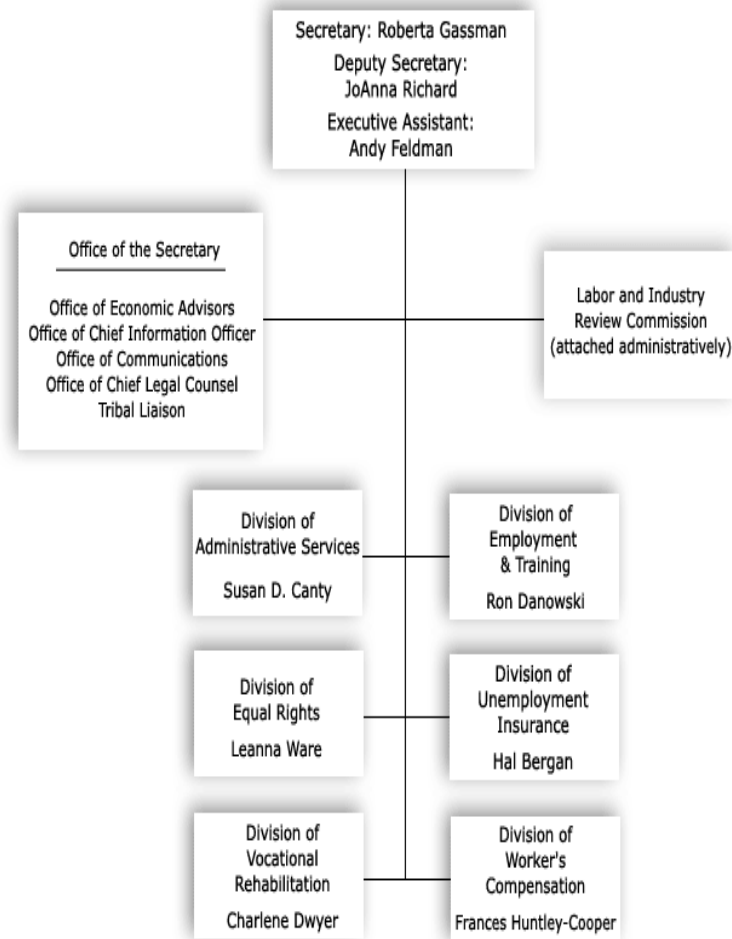 Secretary: Roberta Gassman
Deputy Secretary:
JoAnna Richard
Executive Assistant:
Andy Feldman
Office of the Secretary
Office of Economic Advisors
Office of Chief Information Officer
Office of Communications
Office of Chief Legal Counsel
Tribal Liaison
Labor and Industry
Review Commission
(attached administratively)
Division of
Administrative Services
Susan D. Canty
Division of
Employment
& Training
Ron Danowski
Division of
Equal Rights
Leanna Ware
Division of
Unemployment
Insurance
Hal Bergan
Division of
Vocational
Rehabilitation
Charlene Dwyer
Division of
Worker's
Compensation
Frances Huntley-Cooper